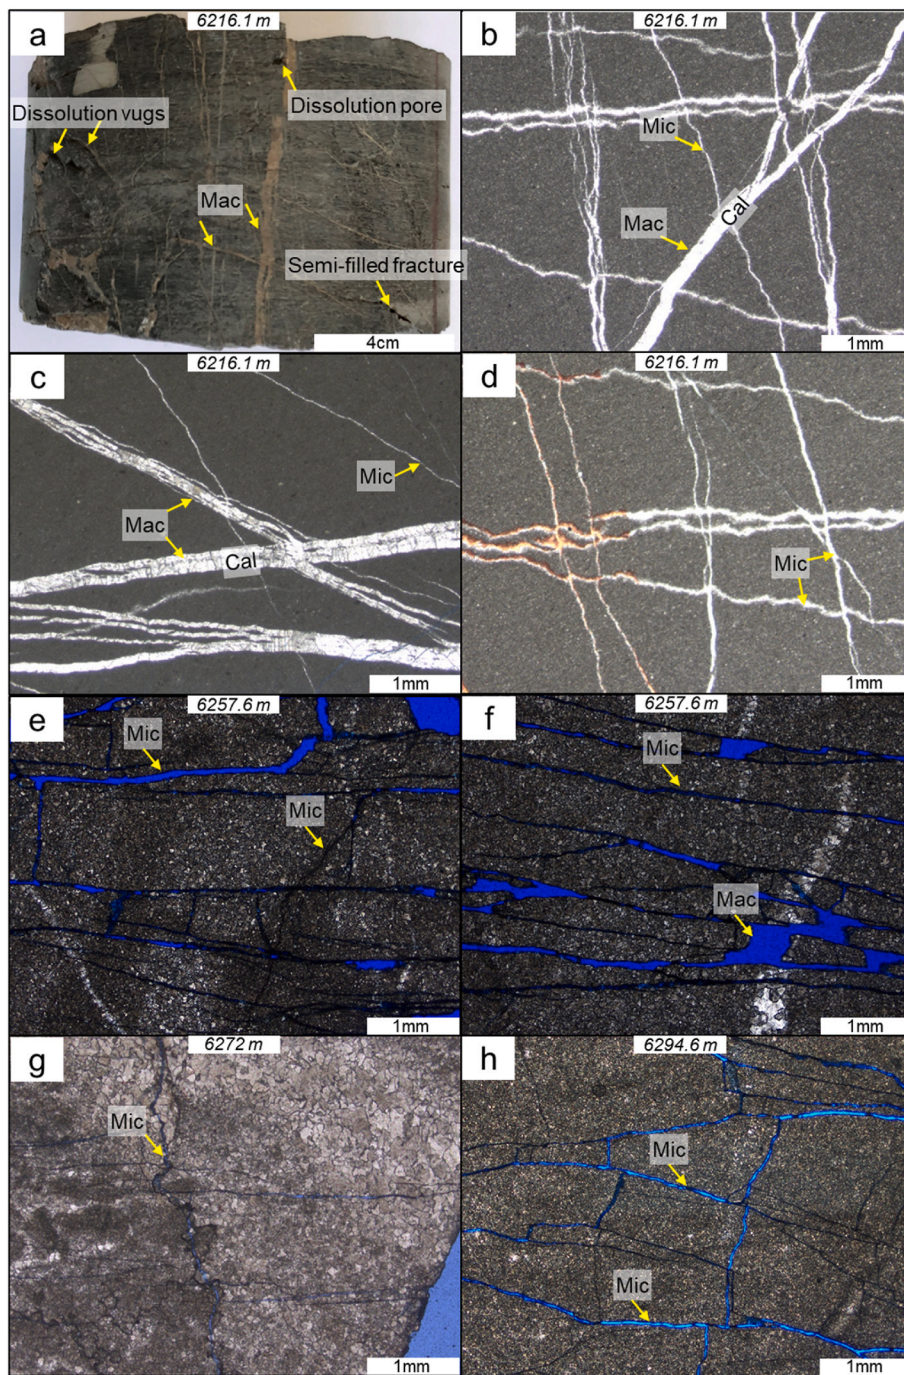 a
6216.1 m
Dissolution vugs
Dissolution pore
Mac
Semi-filled fracture
4cm
b
6216.1 m
Mic
Cal
Mac
1mm
c
6216.1 m
Mic
Mac
Cal
1mm
d
6216.1 m
Mic
1mm
e
6257.6 m
Mic
Mic
1mm
f
6257.6 m
Mic
Mac
1mm
g
6272 m
Mic
1mm
h
6294.6 m
Mic
Mic
1mm